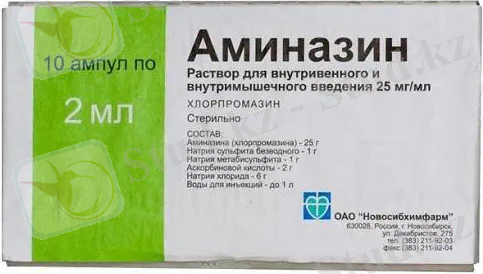 10 ампул по
2 мл
Аминазин
Раствор для внутривенного и
внутримышечного введения 25 мг/мл
ХЛОРПРОМАЗИН
Стерильно
СОСТАВ:
Аминазина (хлорпромазина) - 25 г
Натрия сульфита безводного - 1 г
Натрия метабисульфита - 1 г
Аскорбиновой кислоты - 2 г
Натрия хлорида - 6 г
Воды для инъекций - до 1 л
ОАО "Новосибхимфарм"
630028, Россия, г. Новосибирск,
ул. Декабристов, 275
тел. (383) 211-92-03
факс (383) 211-92-04